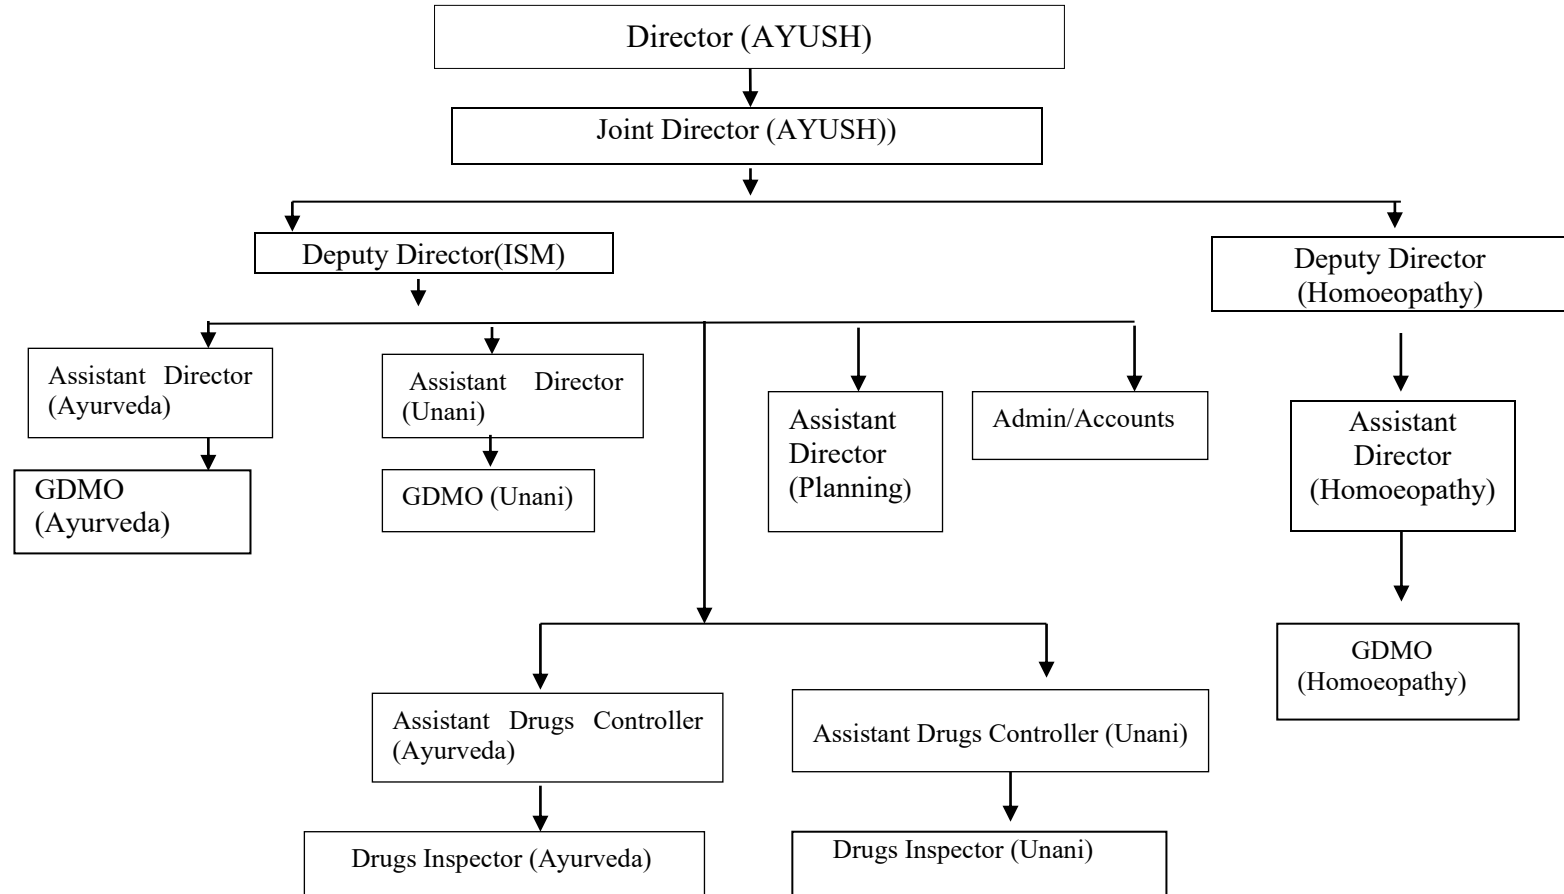 Director (AYUSH)
Joint Director (AYUSH))
Deputy Director(ISM)
Deputy Director
(Homoeopathy)
Assistant Director
(Ayurveda)
Assistant Director
(Unani)
Assistant
Director
(Planning)
Admin/Accounts
Assistant
Director
(Homoeopathy)
GDMO
(Ayurveda)
GDMO (Unani)
GDMO
(Homoeopathy)
Assistant Drugs Controller
(Ayurveda)
Assistant Drugs Controller (Unani)
Drugs Inspector (Ayurveda)
Drugs Inspector (Unani)